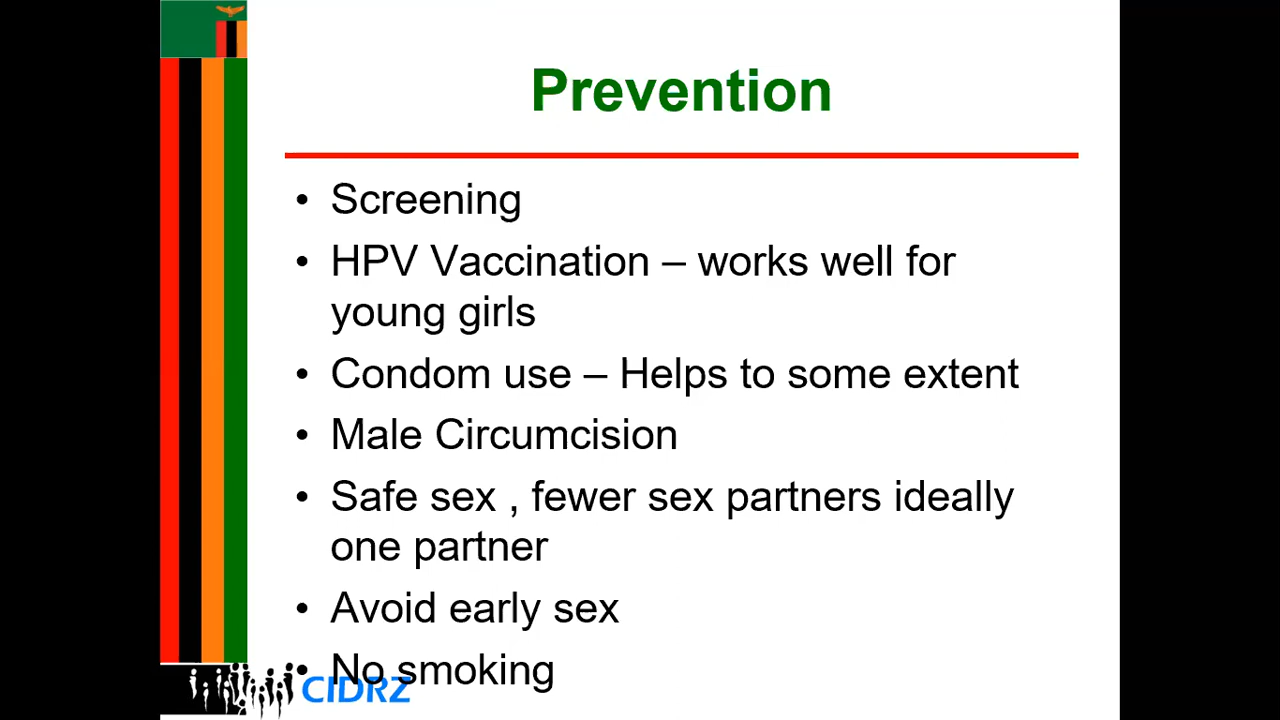 Prevention
• Screening
• HPV Vaccination – works well for
young girls
• Condom use – Helps to some extent
• Male Circumcision
• Safe sex , fewer sex partners ideally
one partner
• Avoid early sex
• No smoking
CIDRZ